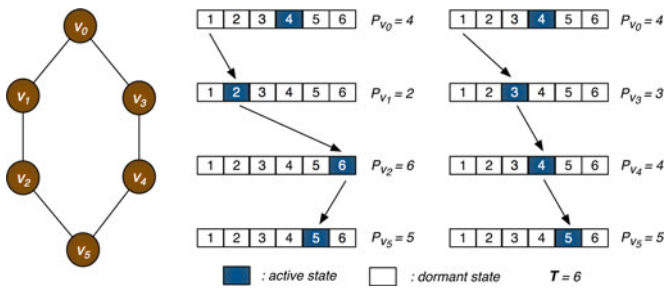 V0
1 2 3 4 5 6 Pv0 = 4
1 2 3 4 5 6 Pv0 = 4
V1
V3
1 2 3 4 5 6 Pv1 = 2
1 2 3 4 5 6 Pv3 = 3
V2
V4
1 2 3 4 5 6 Pv2 = 6
1 2 3 4 5 6 Pv4 = 4
V5
1 2 3 4 5 6 Pv5 = 5
1 2 3 4 5 6 Pv5 = 5
: active state
: dormant state
T = 6